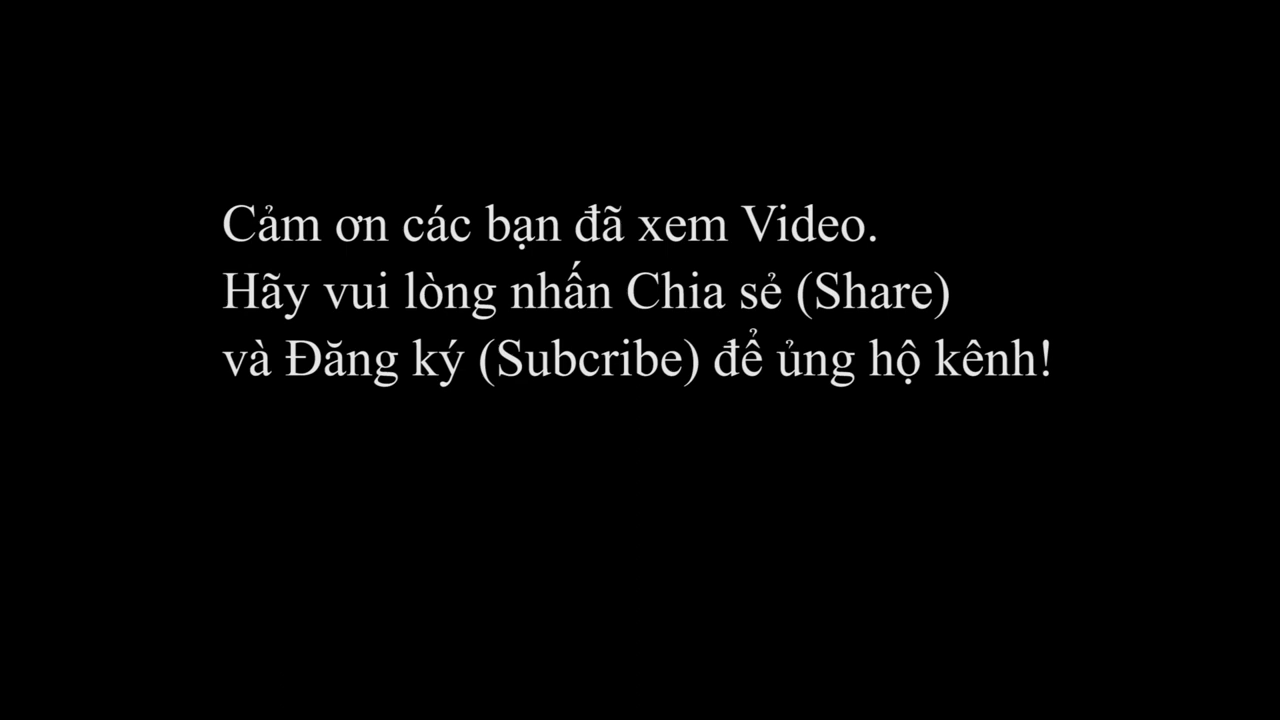 Cảm ơn các bạn đã xem Video.
Hãy vui lòng nhấn Chia sẻ (Share)
và Đăng ký (Subcribe) để ủng hộ kênh!